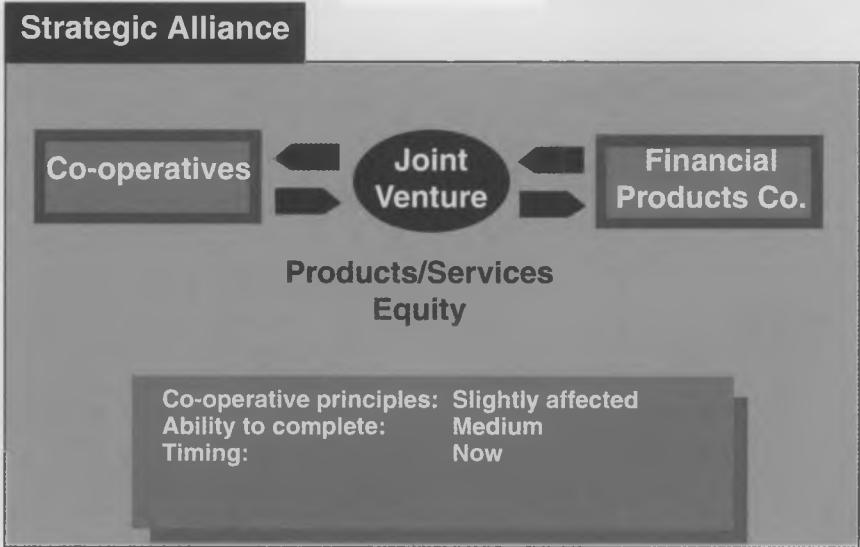 Strategic Alliance
Co-operatives
Joint
Venture
Financial
Products Co.
Products/Services
Equity
Co-operative principles: Slightly affected
Ability to complete: Medium
Timing: Now